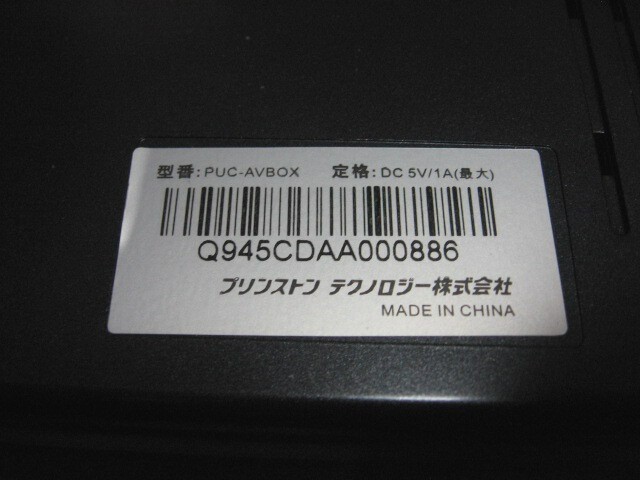 型番: PUC-AVBOX 定格: DC 5V/1A(最大)
Q945CDAA000886
プリンストン テクノロジー株式会社
MADE IN CHINA